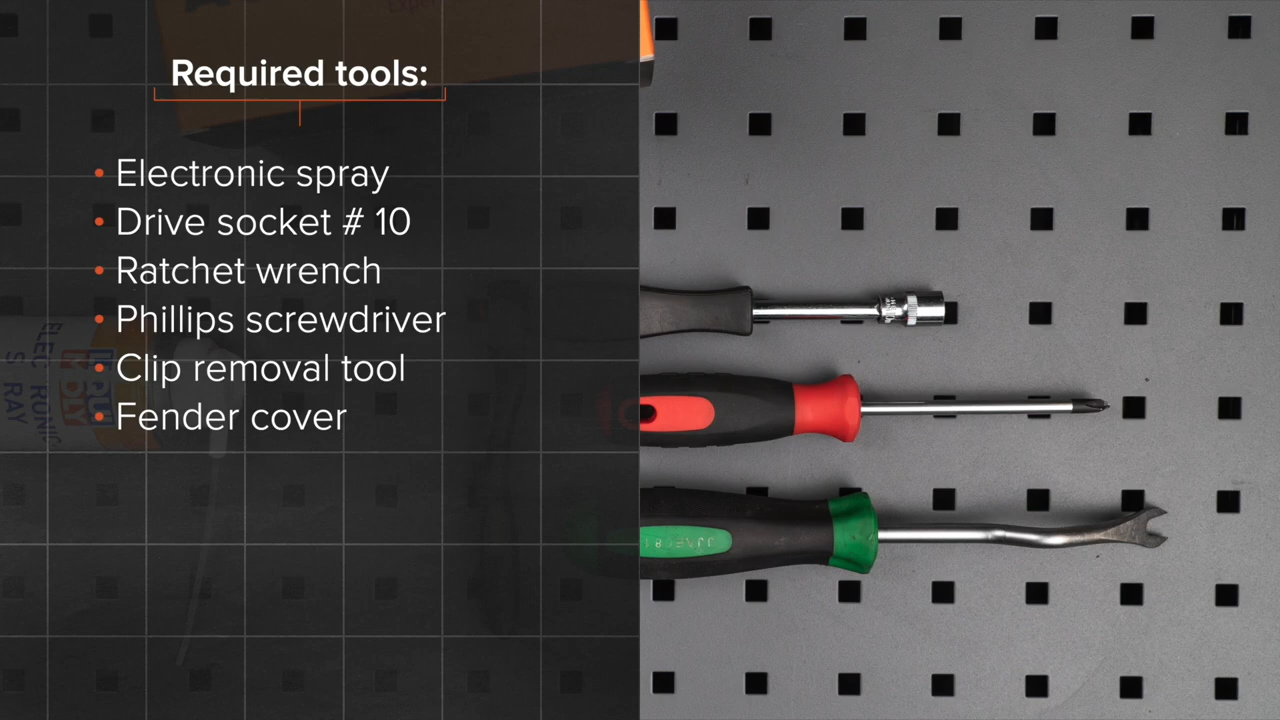 Required tools:
• Electronic spray
• Drive socket # 10
• Ratchet wrench
• Phillips screwdriver
• Clip removal tool
• Fender cover